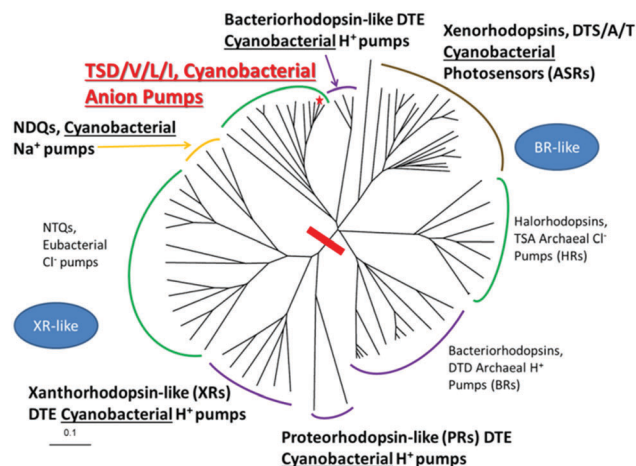 Bacteriorhodopsin-like DTE
Cyanobacterial H⁺ pumps
Xenorhodopsins, DTS/A/T
Cyanobacterial
Photosensors (ASRs)
TSD/V/L/I, Cyanobacterial
Anion Pumps
NDQs, Cyanobacterial
Na⁺ pumps
BR-like
NTQs,
Eubacterial
Cl⁻ pumps
Halorhodopsins,
TSA Archaeal Cl⁻
Pumps (HRs)
XR-like
Bacteriorhodopsins,
DTD Archaeal H⁺
Pumps (BRs)
Xanthorhodopsin-like (XRs)
DTE Cyanobacterial H⁺ pumps
0.1
Proteorhodopsin-like (PRs) DTE
Cyanobacterial H⁺ pumps